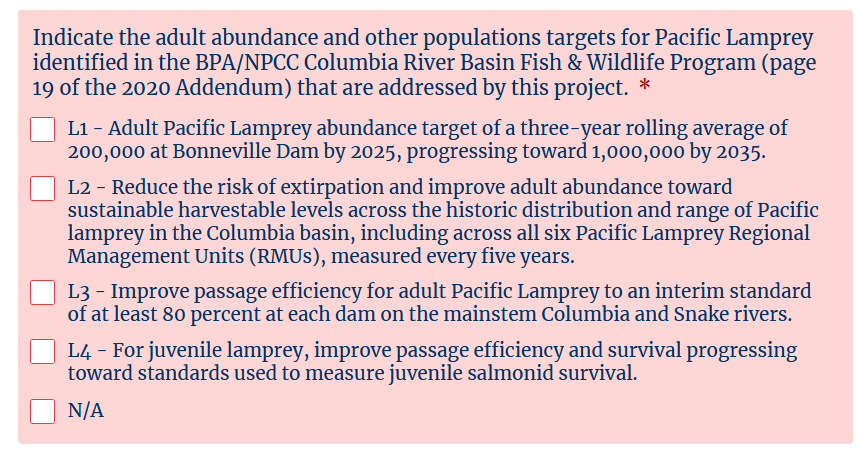 Indicate the adult abundance and other populations targets for Pacific Lamprey
identified in the BPA/NPCC Columbia River Basin Fish & Wildlife Program (page
19 of the 2020 Addendum) that are addressed by this project. *
L1 - Adult Pacific Lamprey abundance target of a three-year rolling average of
200,000 at Bonneville Dam by 2025, progressing toward 1,000,000 by 2035.
L2 - Reduce the risk of extirpation and improve adult abundance toward
sustainable harvestable levels across the historic distribution and range of Pacific
lamprey in the Columbia basin, including across all six Pacific Lamprey Regional
Management Units (RMUs), measured every five years.
L3 - Improve passage efficiency for adult Pacific Lamprey to an interim standard
of at least 80 percent at each dam on the mainstem Columbia and Snake rivers.
L4 - For juvenile lamprey, improve passage efficiency and survival progressing
toward standards used to measure juvenile salmonid survival.
N/A